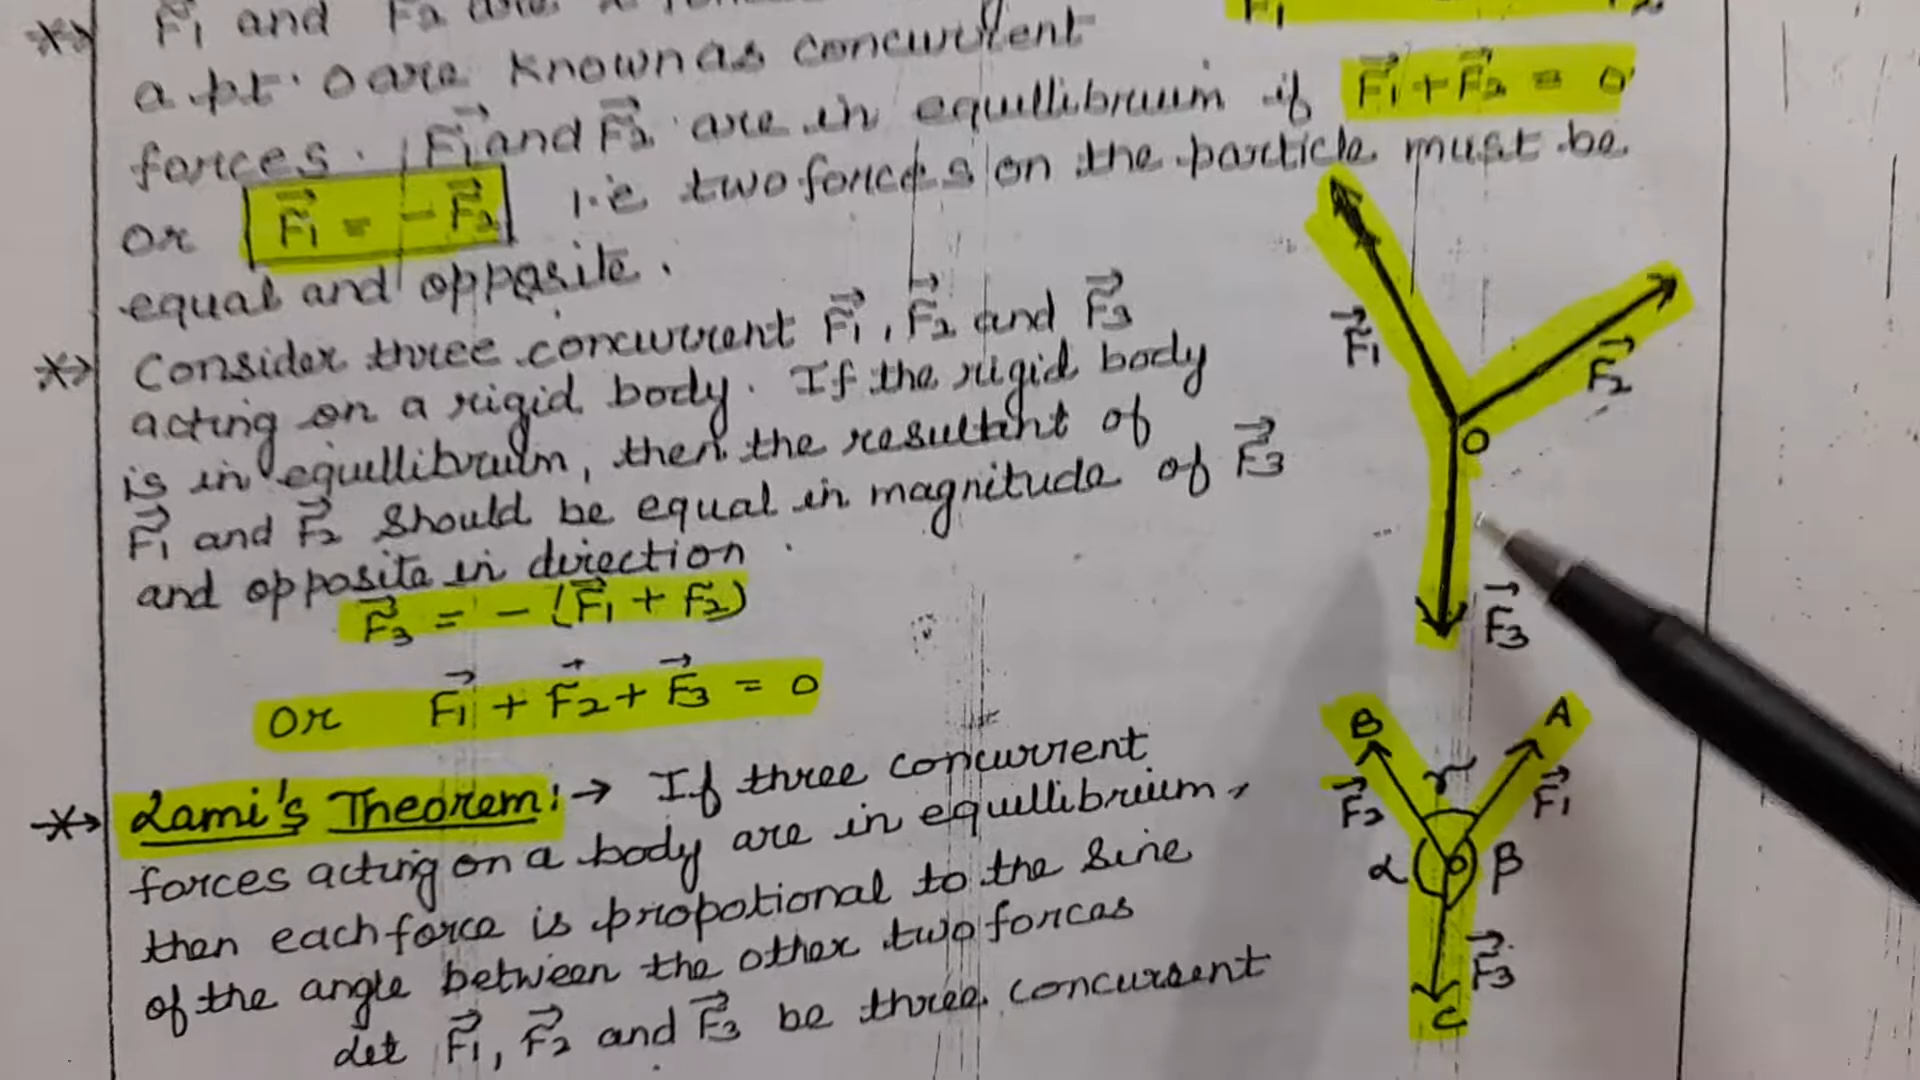 F₁ and F₂ are
a pt. O are known as concurrent
forces. F₁ and F₂ are in equillibrium if F₁ + F₂ = 0
or F₁ = - F₂ i.e two forces on the particle must be
equal and opposite.
Consider three concurrent F₁, F₂ and F₃
acting on a rigid body. If the rigid body
is in equillibrium, then the resultent of
F₁ and F₂ should be equal in magnitude of F₃
and opposite in direction
F₃ = - (F₁ + F₂)
or F₁ + F₂ + F₃ = 0
Lami's Theorem :→ If three concurrent
forces acting on a body are in equillibrium,
then each force is propotional to the sine
of the angle between the other two forces
Let F₁, F₂ and F₃ be three concurrent
F₁
F₁
F₂
O
F₃
B
A
γ
F₂
F₁
α
O
β
F₃
C